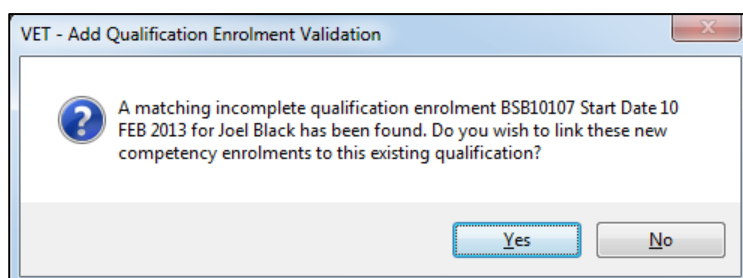 VET - Add Qualification Enrolment Validation
A matching incomplete qualification enrolment BSB10107 Start Date 10
FEB 2013 for Joel Black has been found. Do you wish to link these new
competency enrolments to this existing qualification?
Yes
No